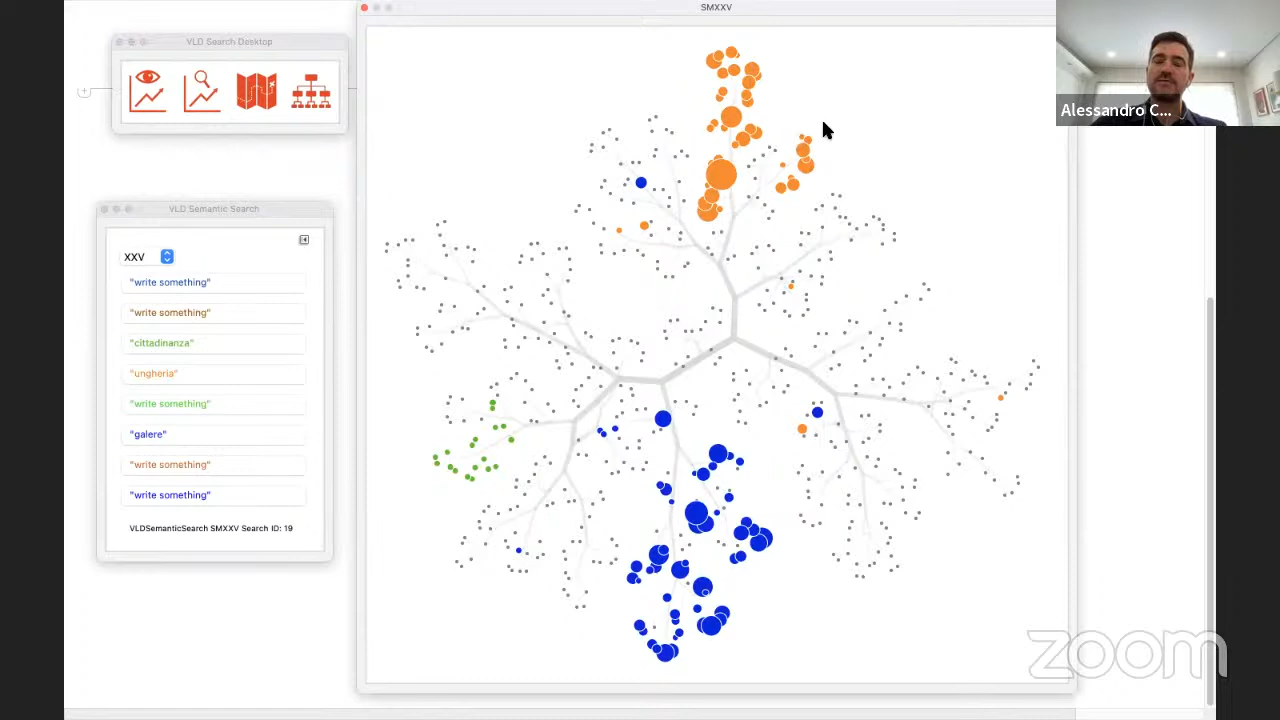 SMXXV
VLD Search Desktop
Alessandro C...
VLD Semantic Search
XXV
"write something"
"write something"
"cittadinanza"
"ungheria"
"write something"
"galere"
"write something"
"write something"
VLDSemanticSearch SMXXV Search ID: 19
zoom